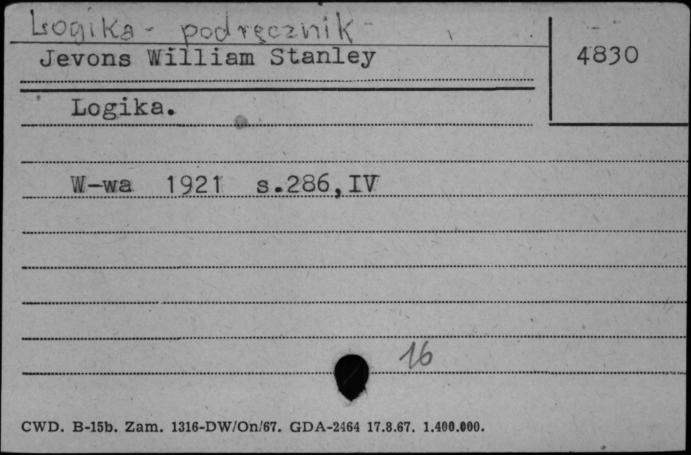 Logika - podręcznik -
Jevons William Stanley
4830
Logika.
W-wa 1921 s.286,IV
16
CWD. B-15b. Zam. 1316-DW/On/67. GDA-2464 17.8.67. 1.400.000.